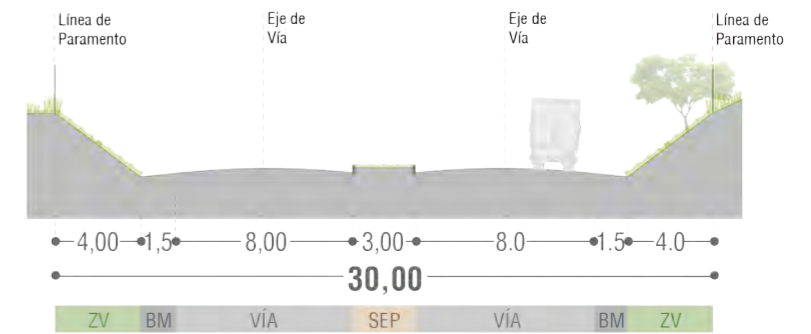 Línea de
Paramento
Eje de
Vía
Eje de
Vía
Línea de
Paramento
4,00 1,5 8,00 3,00 8.0 1.5 4.0
30,00
ZV BM VÍA SEP VÍA BM ZV